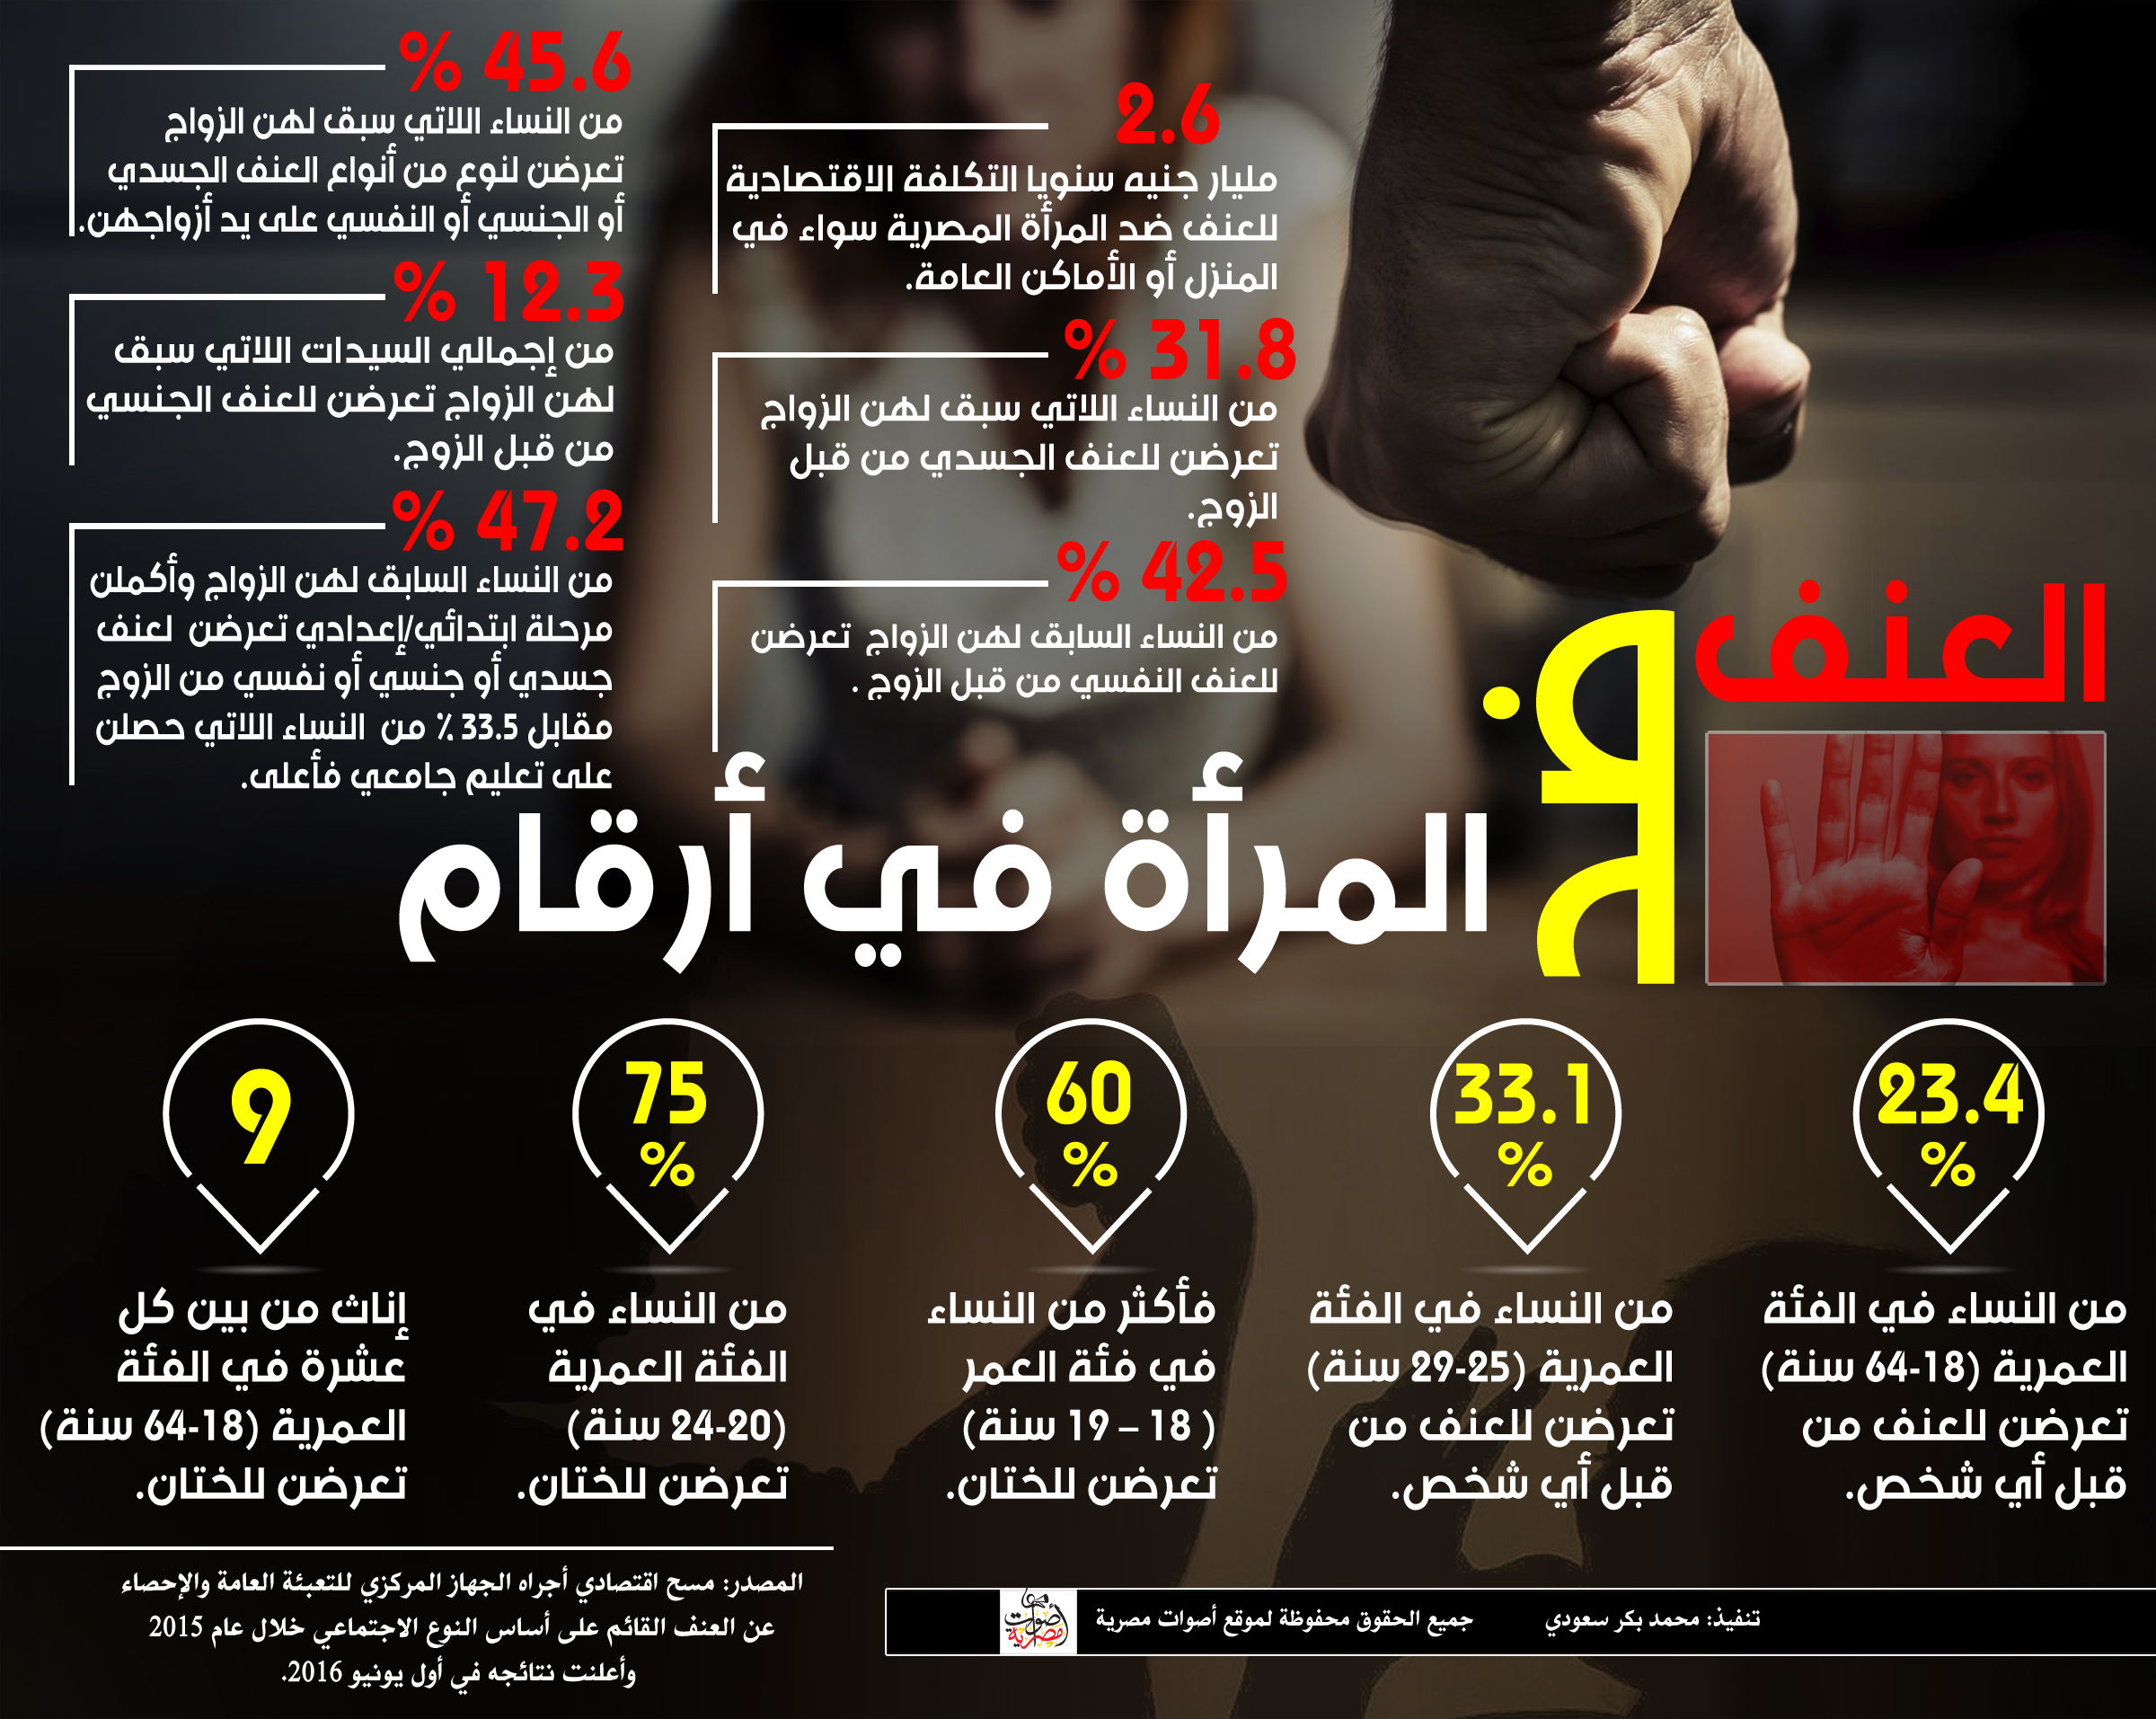 العنف
ضد
المرأة في أرقام
2.6
مليار جنيه سنويا التكلفة الاقتصادية
للعنف ضد المرأة المصرية سواء في
المنزل أو الأماكن العامة.
31.8 %
من النساء اللاتي سبق لهن الزواج
تعرضن للعنف الجسدي من قبل
الزوج.
42.5 %
من النساء السابق لهن الزواج تعرضن
للعنف النفسي من قبل الزوج .
45.6 %
من النساء اللاتي سبق لهن الزواج
تعرضن لنوع من أنواع العنف الجسدي
أو الجنسي أو النفسي على يد أزواجهن.
12.3 %
من إجمالي السيدات اللاتي سبق
لهن الزواج تعرضن للعنف الجنسي
من قبل الزوج.
47.2 %
من النساء السابق لهن الزواج وأكملن
مرحلة ابتدائي/إعدادي تعرضن لعنف
جسدي أو جنسي أو نفسي من الزوج
مقابل 33.5 ٪ من النساء اللاتي حصلن
على تعليم جامعي فأعلى.
23.4
%
من النساء في الفئة
العمرية (18-64 سنة)
تعرضن للعنف من
قبل أي شخص.
33.1
%
من النساء في الفئة
العمرية (25-29 سنة)
تعرضن للعنف من
قبل أي شخص.
60
%
فأكثر من النساء
في فئة العمر
( 18 – 19 سنة)
تعرضن للختان.
75
%
من النساء في
الفئة العمرية
(20-24 سنة)
تعرضن للختان.
9
إناث من بين كل
عشرة في الفئة
العمرية (18-64 سنة)
تعرضن للختان.
تنفيذ: محمد بكر سعودي
جميع الحقوق محفوظة لموقع أصوات مصرية
أصوات
مصرية
المصدر: مسح اقتصادي أجراه الجهاز المركزي للتعبئة العامة والإحصاء
عن العنف القائم على أساس النوع الاجتماعي خلال عام 2015
وأعلنت نتائجه في أول يونيو 2016.